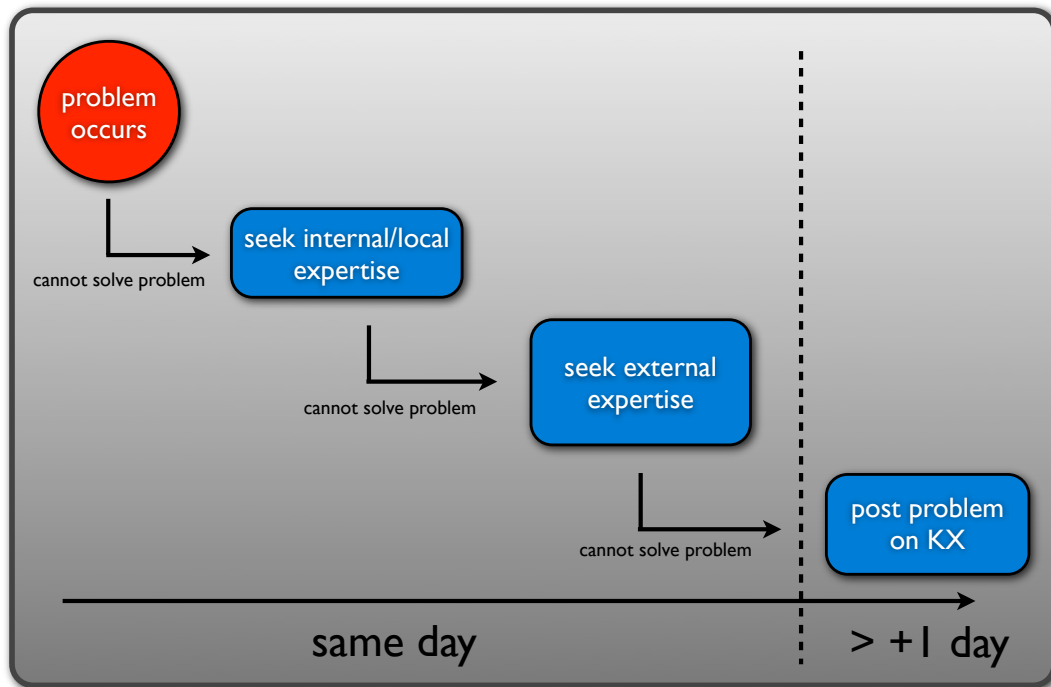 problem
occurs
cannot solve problem
seek internal/local
expertise
cannot solve problem
seek external
expertise
cannot solve problem
post problem
on KX
same day
> +1 day